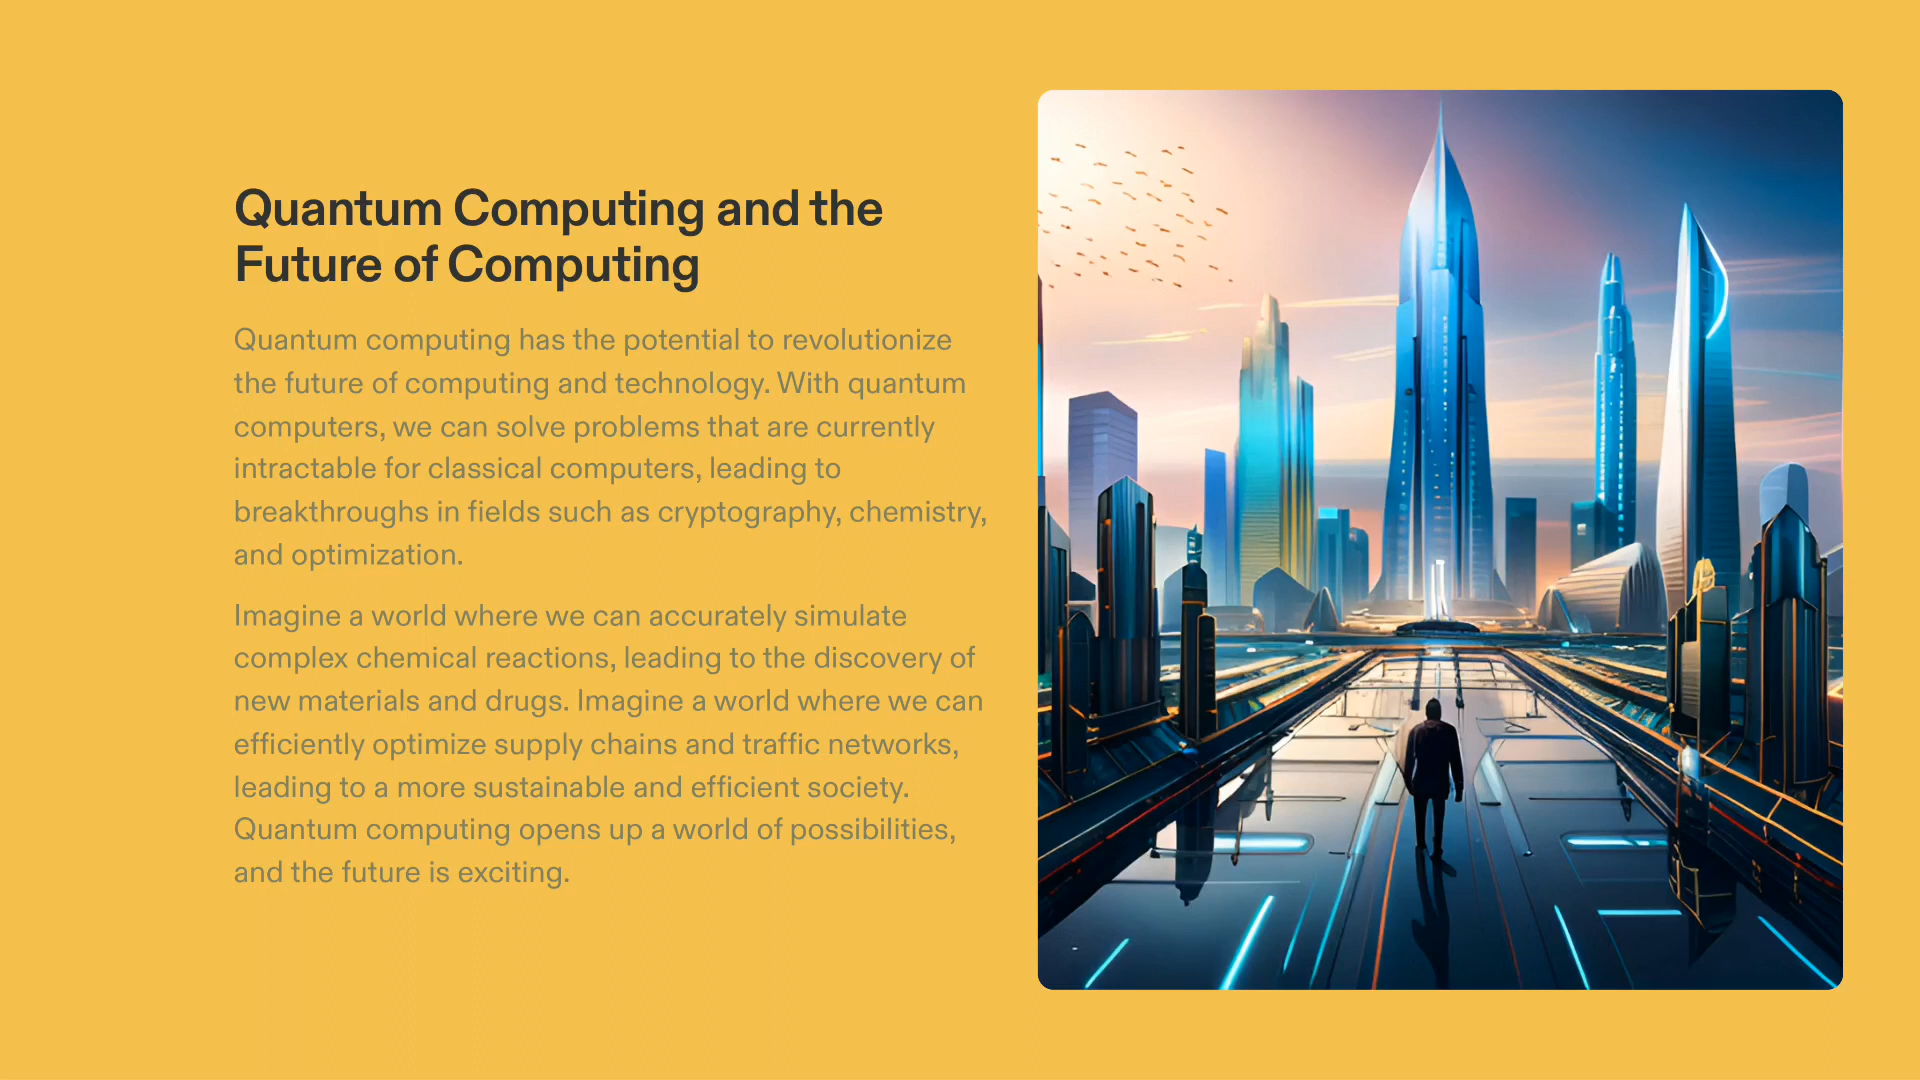 Quantum Computing and the
Future of Computing
Quantum computing has the potential to revolutionize
the future of computing and technology. With quantum
computers, we can solve problems that are currently
intractable for classical computers, leading to
breakthroughs in fields such as cryptography, chemistry,
and optimization.
Imagine a world where we can accurately simulate
complex chemical reactions, leading to the discovery of
new materials and drugs. Imagine a world where we can
efficiently optimize supply chains and traffic networks,
leading to a more sustainable and efficient society.
Quantum computing opens up a world of possibilities,
and the future is exciting.